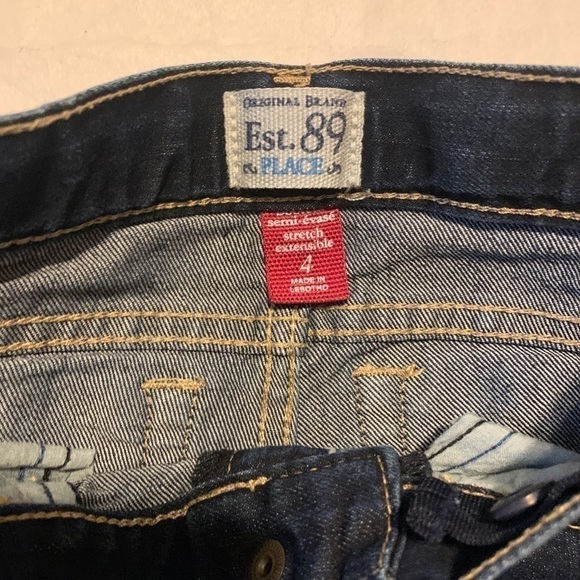 ORIGINAL BRAND
Est. 89
PLACE
semi-évasé
stretch
extensible
4
MADE IN
LESOTHO